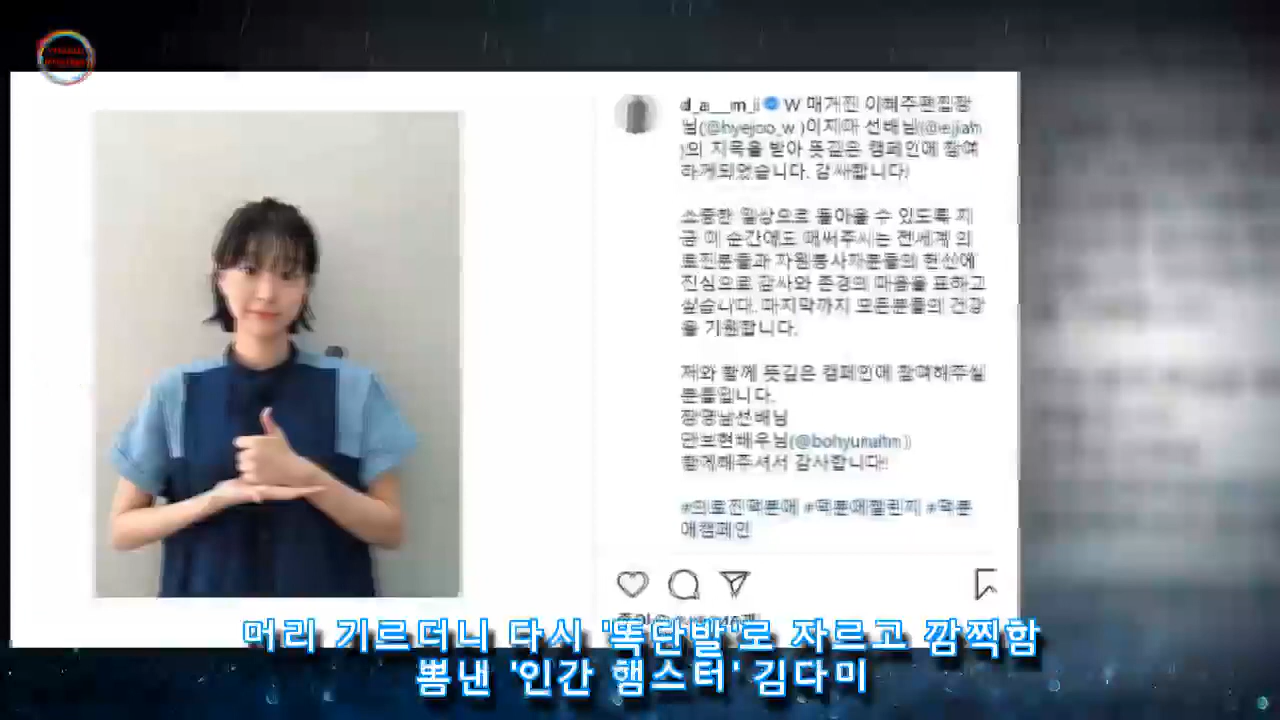 d_a__m_i W 매거진 이혜주편집장
님(@hyejoo_w )이지아 선배님(@e.jiah
)의 지목을 받아 뜻깊은 캠페인에 참여
하게되었습니다. 감사합니다!
소중한 일상으로 돌아올 수 있도록 지
금 이 순간에도 애써주시는 전세계 의
료진분들과 자원봉사자분들의 헌신에
진심으로 감사와 존경의 마음을 표하고
싶습니다. 마지막까지 모든분들의 건강
을 기원합니다.
저와 함께 뜻깊은 캠페인에 참여해주실
분들입니다.
장영남선배님
안보현배우님
함께해주셔서 감사합니다!!
#의료진덕분에 #덕분에챌린지 #덕분
에캠페인
머리 기르더니 다시 '똑단발'로 자르고 깜찍함
뽐낸 '인간 햄스터' 김다미